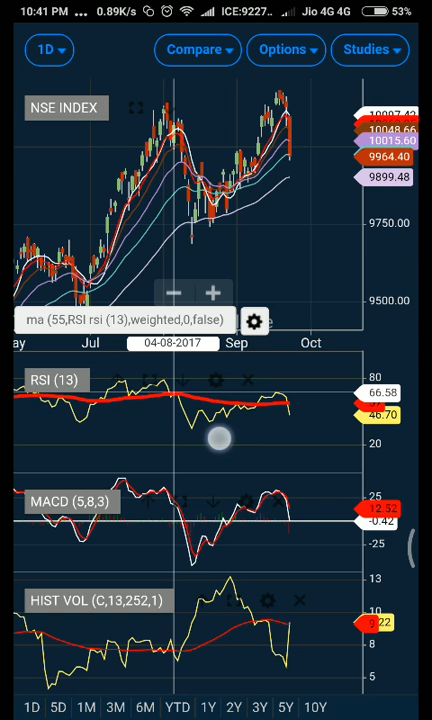 10:41 PM ... 0.89K/s ICE:9227.. Jio 4G 4G 53%
1D Compare Options Studies
NSE INDEX
10097.42
10048.66
10015.60
9964.40
9899.48
9750.00
9500.00
ma (55,RSI rsi (13),weighted,0,false)
ay Jul 04-08-2017 Sep Oct
RSI (13)
80
66.58
46.70
20
MACD (5,8,3)
25
12.52
-0.42
-25
HIST VOL (C,13,252,1)
13
10
9 22
8
5
1D 5D 1M 3M 6M YTD 1Y 2Y 3Y 5Y 10Y